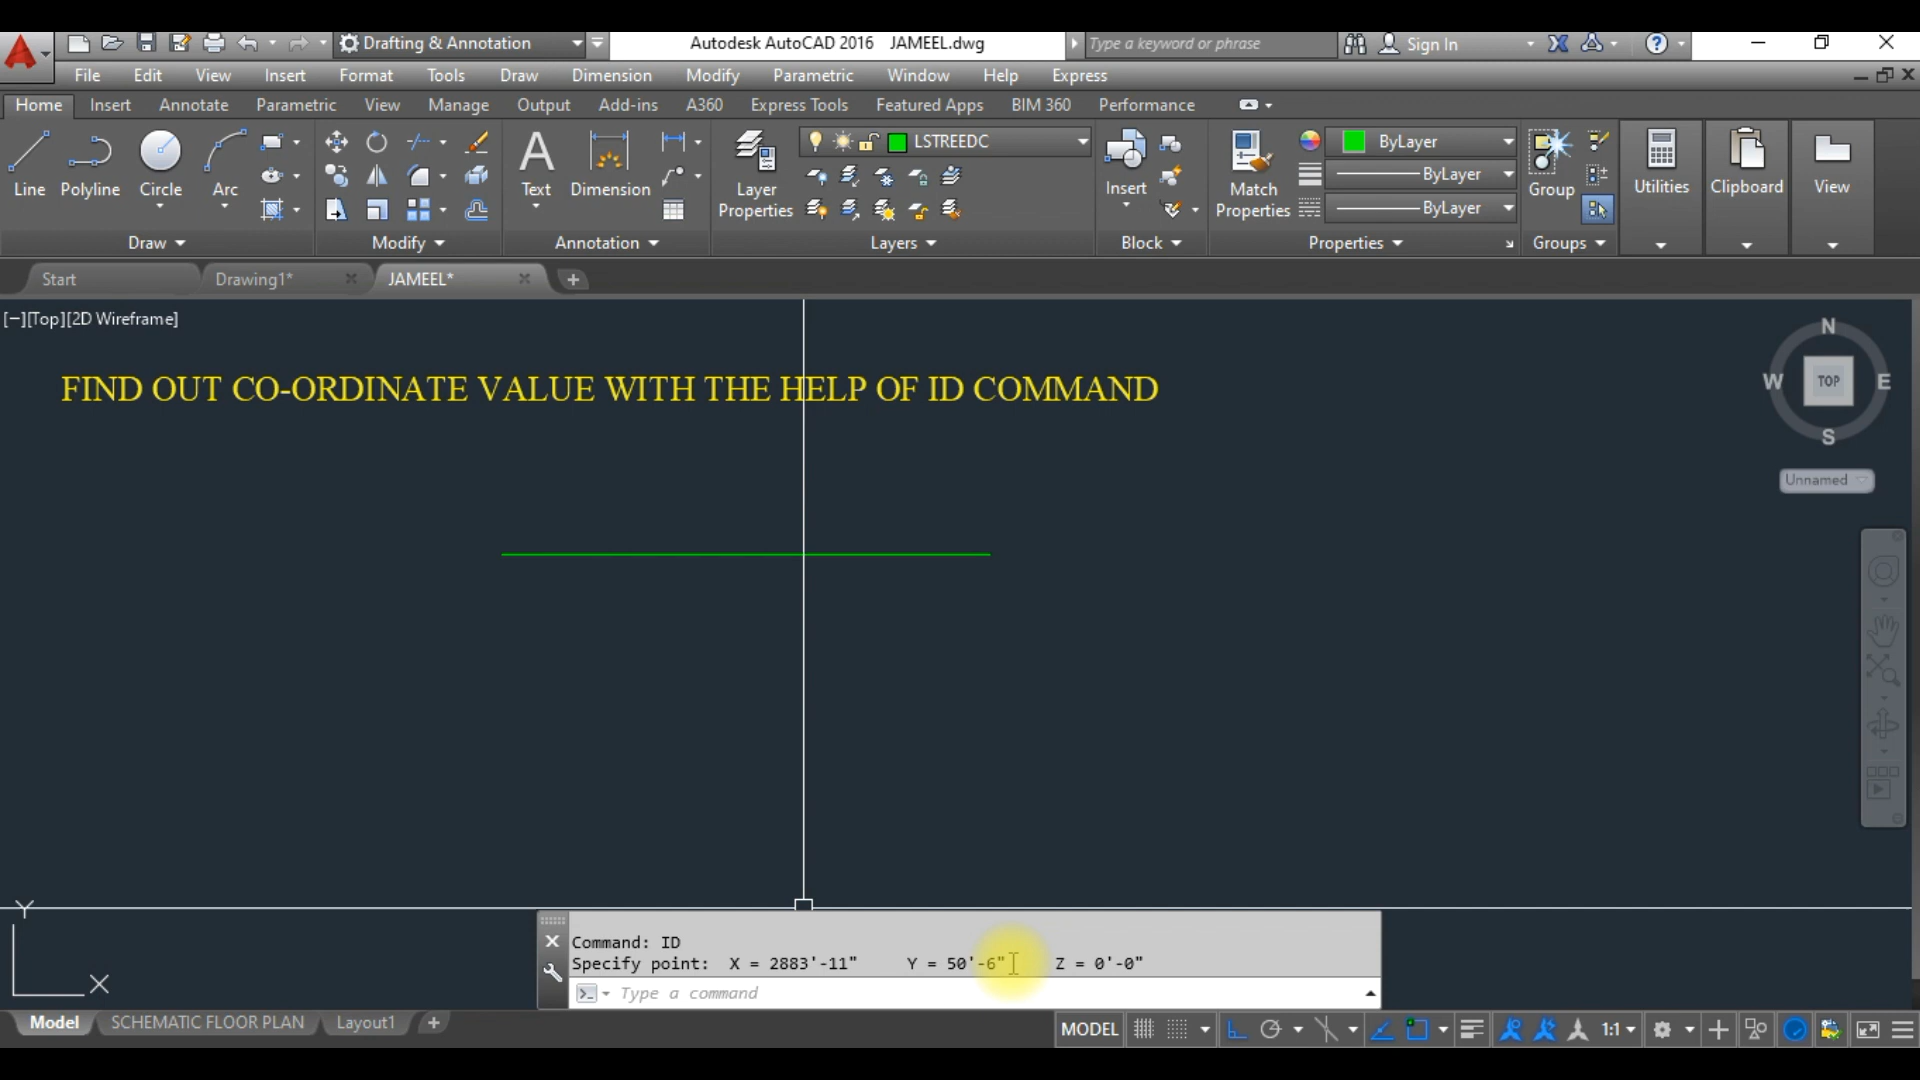 Drafting & Annotation
Autodesk AutoCAD 2016 JAMEEL.dwg
Type a keyword or phrase
Sign In
File Edit View Insert Format Tools Draw Dimension Modify Parametric Window Help Express
Home Insert Annotate Parametric View Manage Output Add-ins A360 Express Tools Featured Apps BIM 360 Performance
LSTREEDC
ByLayer
ByLayer
ByLayer
Line Polyline Circle Arc
Text Dimension
Layer Properties
Insert
Match Properties
Group
Utilities
Clipboard
View
Draw Modify Annotation Layers Block Properties Groups
Start Drawing1* JAMEEL*
[−][Top][2D Wireframe]
FIND OUT CO-ORDINATE VALUE WITH THE HELP OF ID COMMAND
N
W TOP E
S
Unnamed
Y
X
Command: ID
Specify point: X = 2883'-11" Y = 50'-6" Z = 0'-0"
Type a command
Model SCHEMATIC FLOOR PLAN Layout1
MODEL 1:1